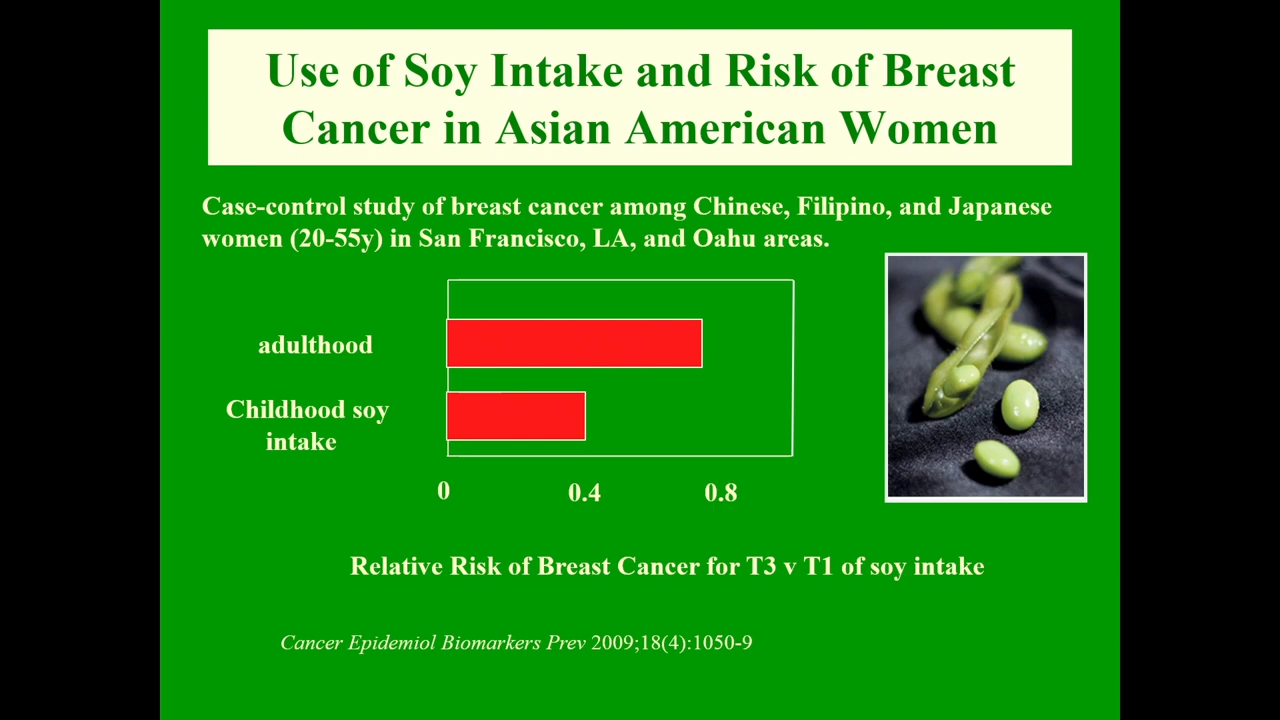 Use of Soy Intake and Risk of Breast
Cancer in Asian American Women
Case-control study of breast cancer among Chinese, Filipino, and Japanese
women (20-55y) in San Francisco, LA, and Oahu areas.
adulthood
Childhood soy
intake
0 0.4 0.8
Relative Risk of Breast Cancer for T3 v T1 of soy intake
Cancer Epidemiol Biomarkers Prev 2009;18(4):1050-9